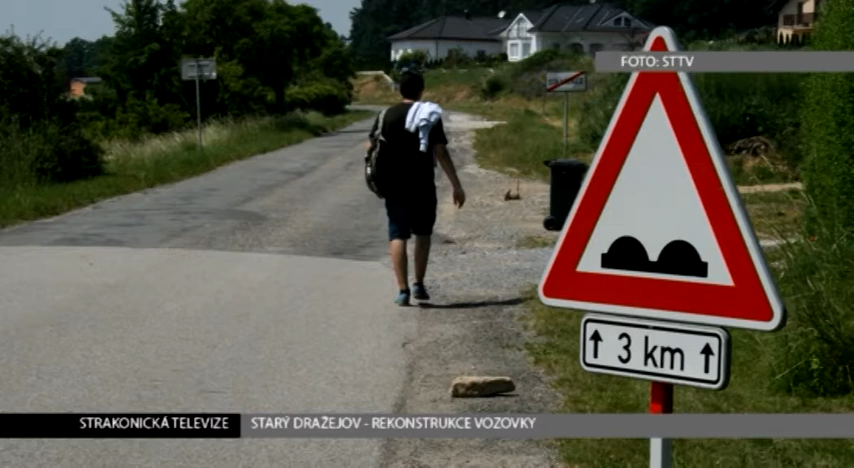 FOTO: STTV
↑ 3 km ↑
STRAKONICKÁ TELEVIZE STARÝ DRAŽEJOV - REKONSTRUKCE VOZOVKY